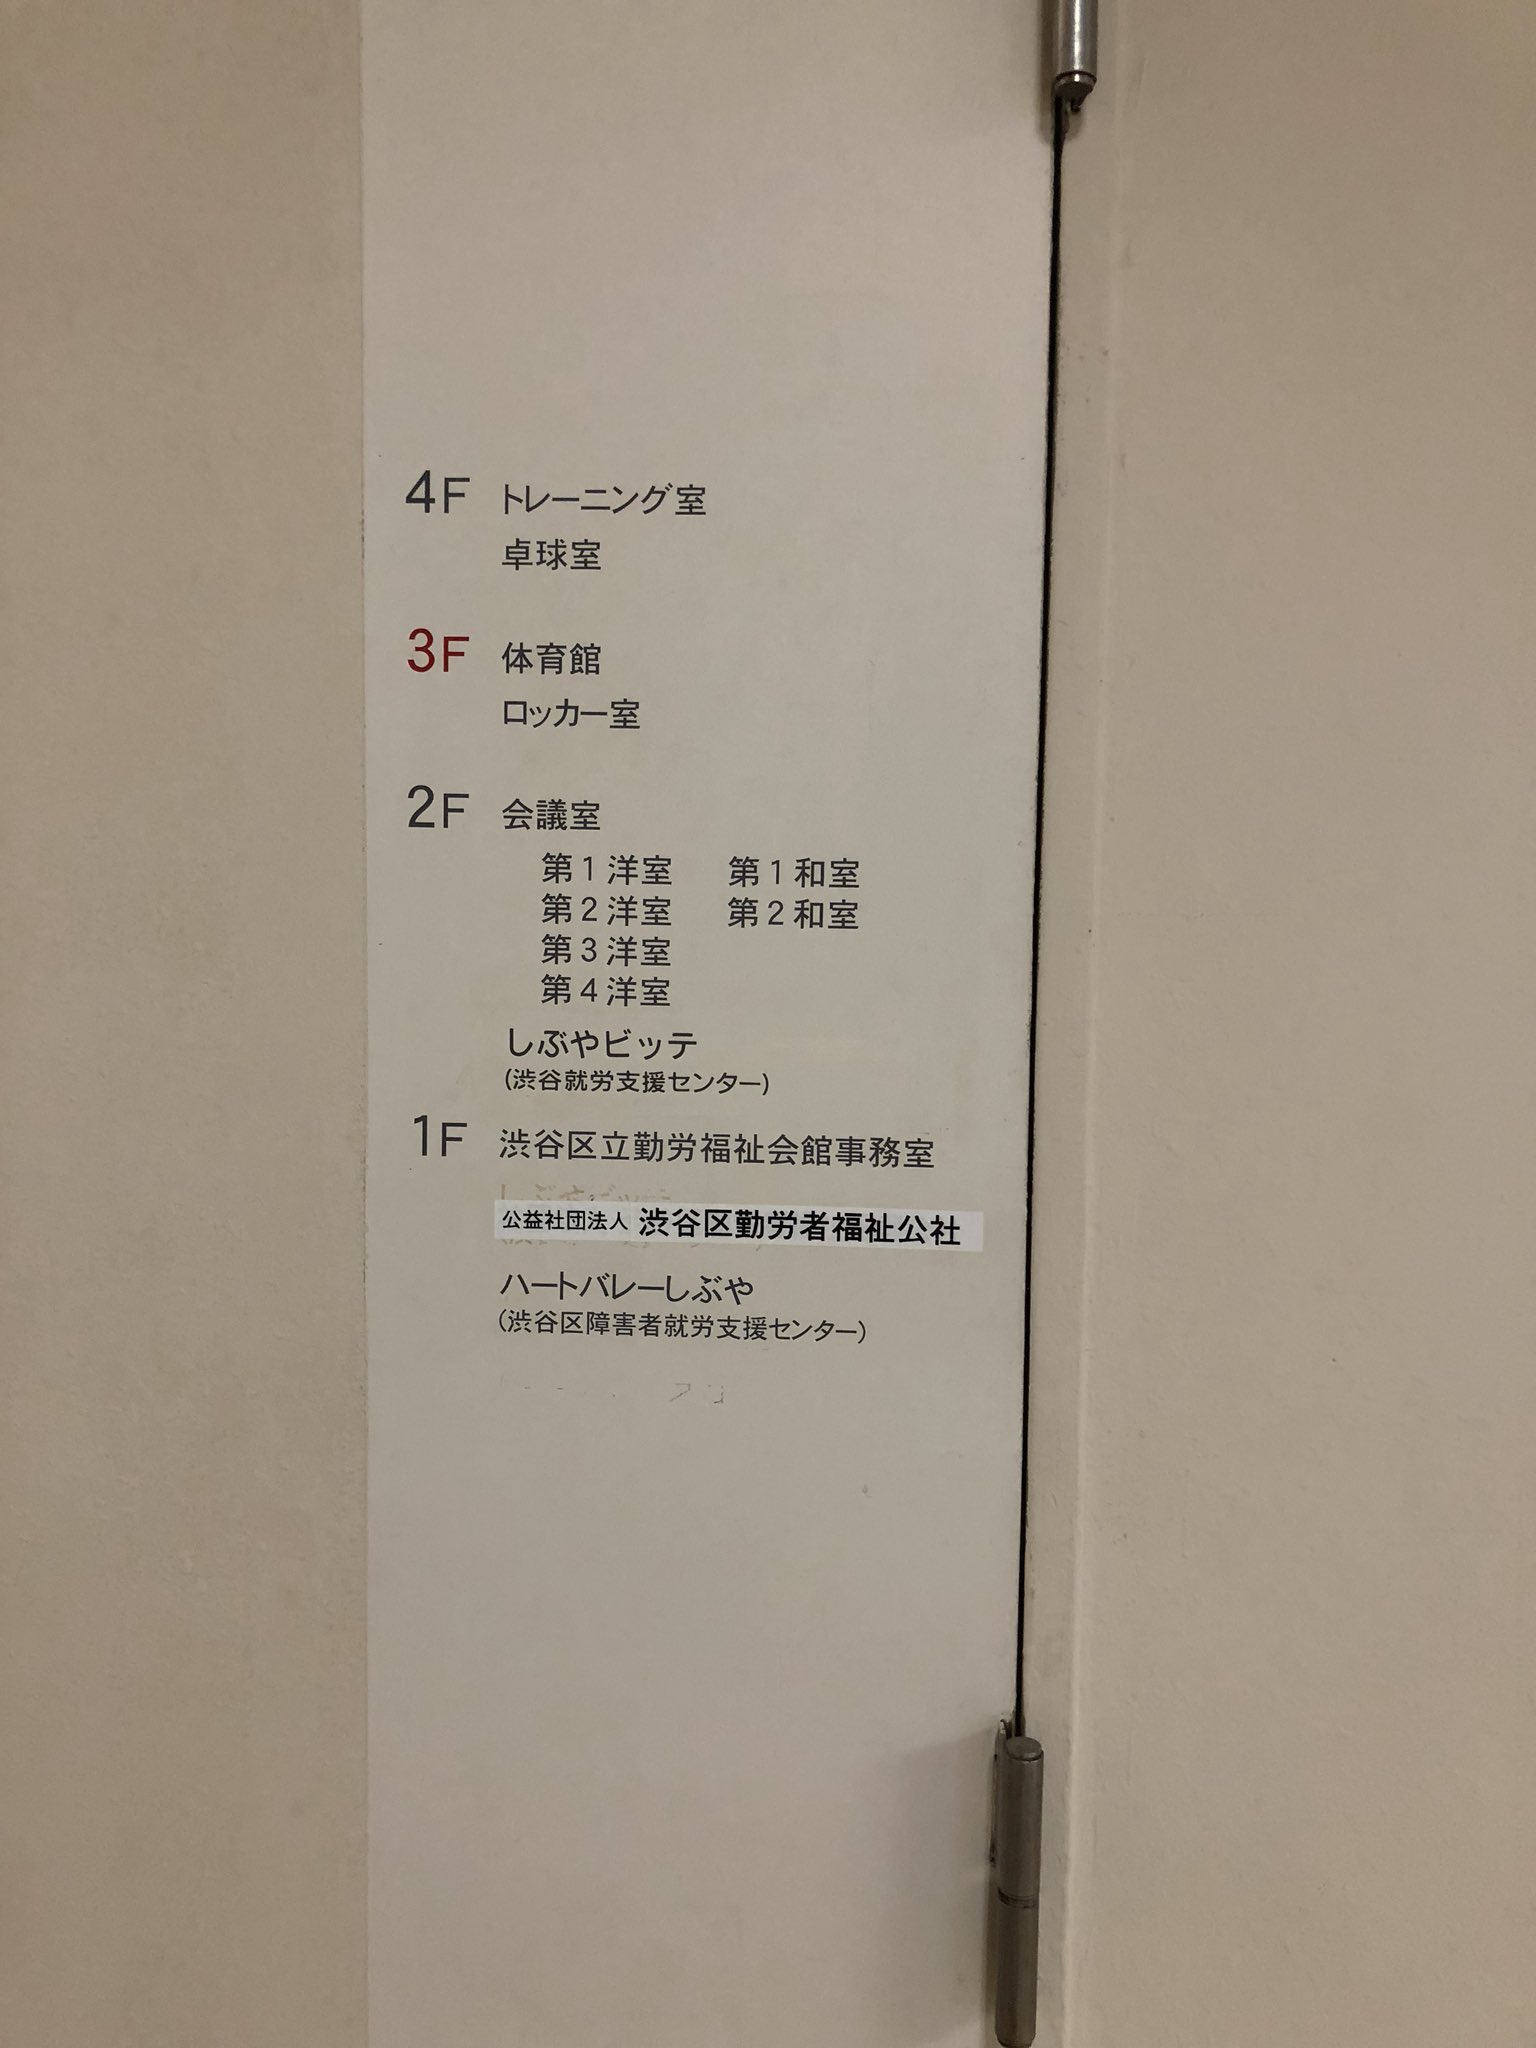 4F トレーニング室
卓球室
3F 体育館
ロッカー室
2F 会議室
第1洋室 第1和室
第2洋室 第2和室
第3洋室
第4洋室
しぶやビッテ
(渋谷就労支援センター)
1F 渋谷区立勤労福祉会館事務室
公益社団法人 渋谷区勤労者福祉公社
ハートバレーしぶや
(渋谷区障害者就労支援センター)